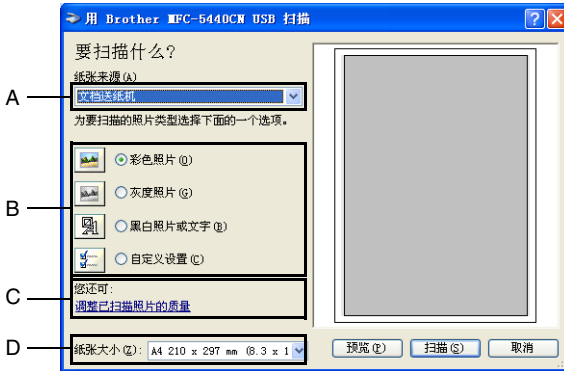 用 Brother MFC-5440CN USB 扫描
要扫描什么?
纸张来源(A)
A
文档送纸机
为要扫描的照片类型选择下面的一个选项。
B
彩色照片(O)
灰度照片(G)
黑白照片或文字(B)
自定义设置(C)
C
您还可:
调整已扫描照片的质量
D
纸张大小(Z): A4 210 x 297 mm (8.3 x 1
预览(P) 扫描(S) 取消